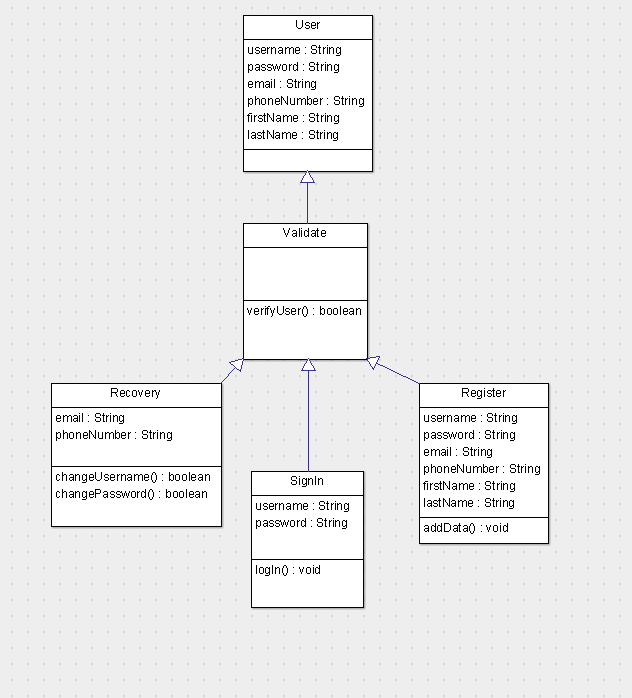 User
username : String
password : String
email : String
phoneNumber : String
firstName : String
lastName : String
Validate
verifyUser() : boolean
Recovery
email : String
phoneNumber : String
changeUsername() : boolean
changePassword() : boolean
SignIn
username : String
password : String
logIn() : void
Register
username : String
password : String
email : String
phoneNumber : String
firstName : String
lastName : String
addData() : void